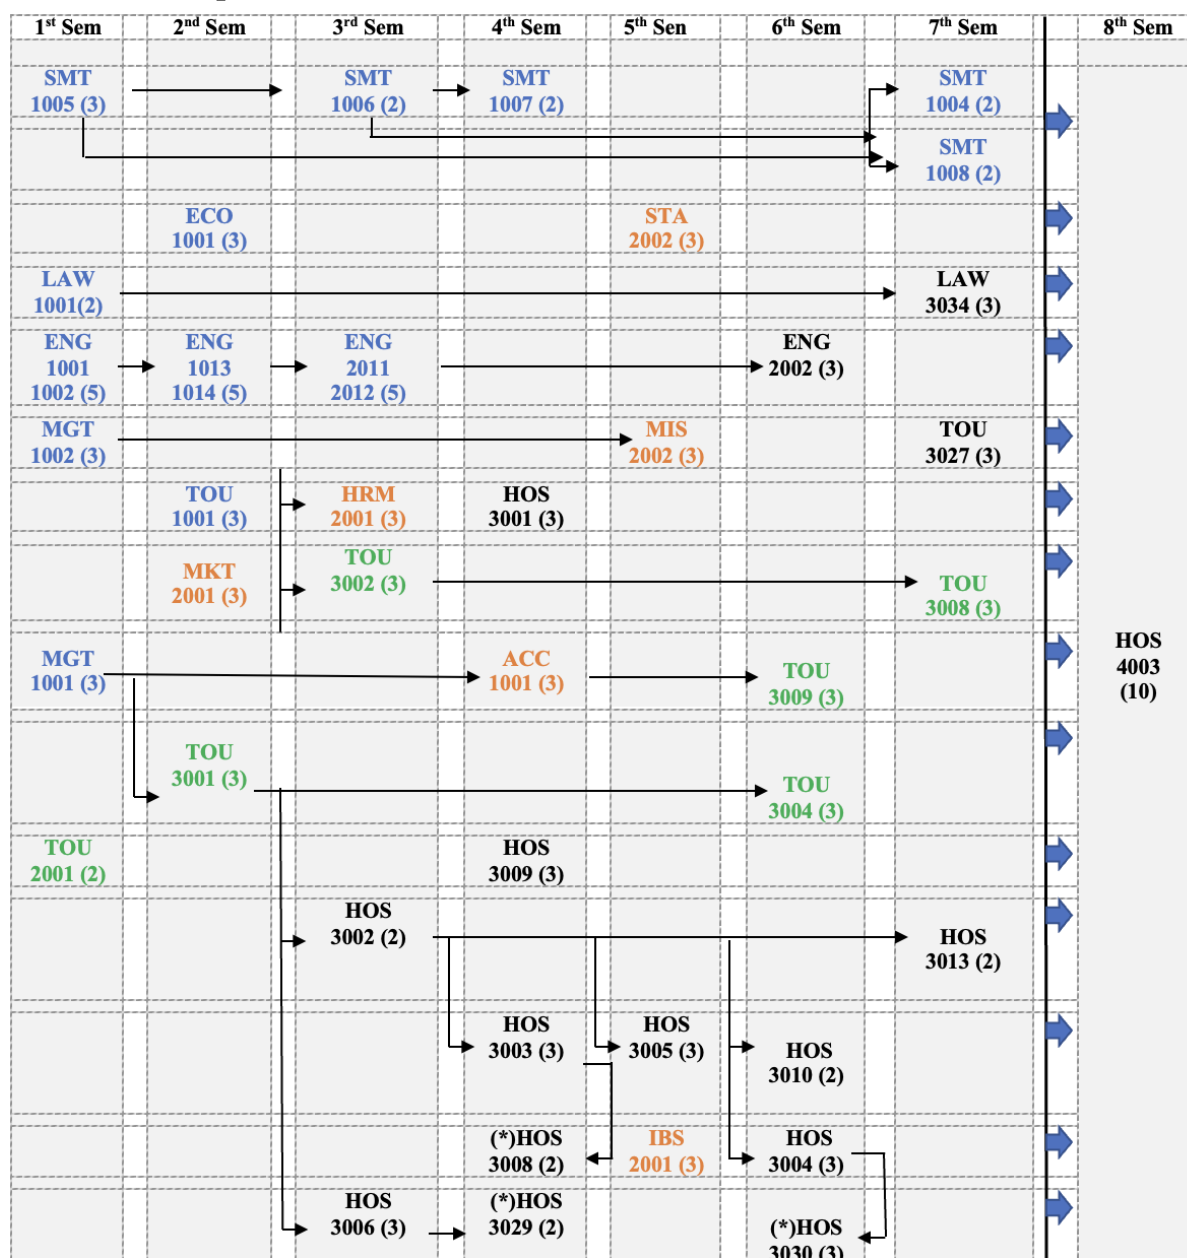 1st Sem 2nd Sem 3rd Sem 4th Sem 5th Sen 6th Sem 7th Sem 8th Sem
SMT SMT SMT SMT
1005 (3) 1006 (2) 1007 (2) 1004 (2)
SMT
1008 (2)
ECO STA
1001 (3) 2002 (3)
LAW LAW
1001(2) 3034 (3)
ENG ENG ENG ENG
1001 1013 2011 2002 (3)
1002 (5) 1014 (5) 2012 (5)
MGT MIS TOU
1002 (3) 2002 (3) 3027 (3)
TOU HRM HOS
1001 (3) 2001 (3) 3001 (3)
MKT TOU TOU
2001 (3) 3002 (3) 3008 (3)
MGT ACC TOU HOS
1001 (3) 1001 (3) 3009 (3) 4003
(10)
TOU TOU
3001 (3) 3004 (3)
TOU HOS
2001 (2) 3009 (3)
HOS HOS
3002 (2) 3013 (2)
HOS HOS HOS
3003 (3) 3005 (3) 3010 (2)
(*)HOS IBS HOS
3008 (2) 2001 (3) 3004 (3)
HOS (*)HOS (*)HOS
3006 (3) 3029 (2) 3030 (3)